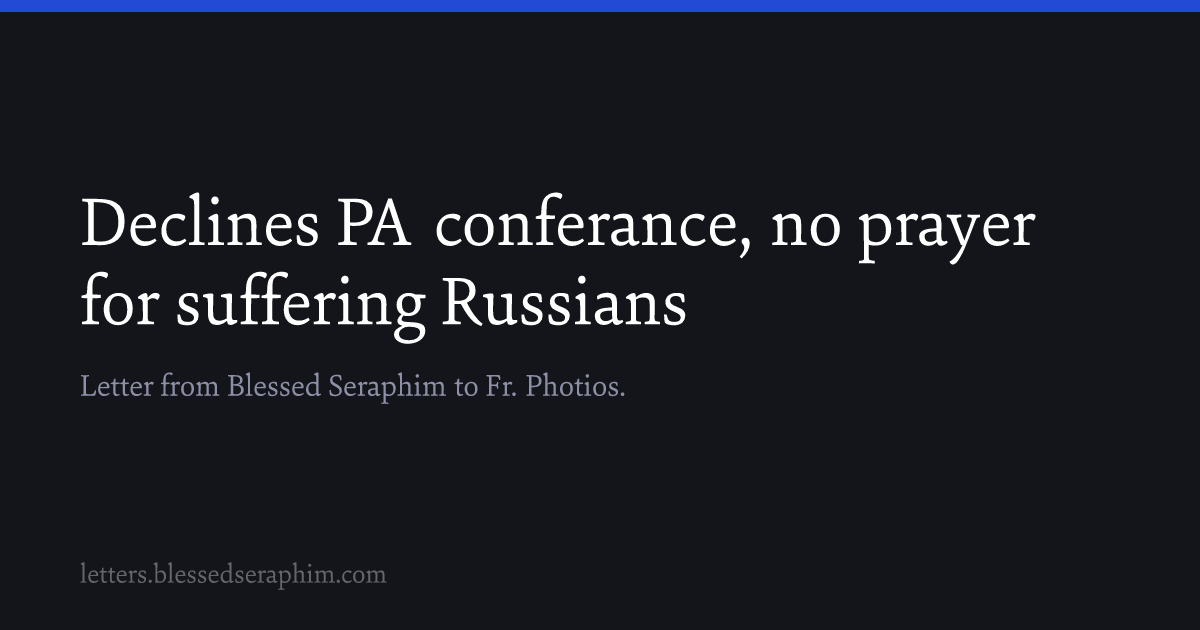 Declines PA  conferance, no prayer
for suffering Russians
Letter from Blessed Seraphim to Fr. Photios.
letters.blessedseraphim.com